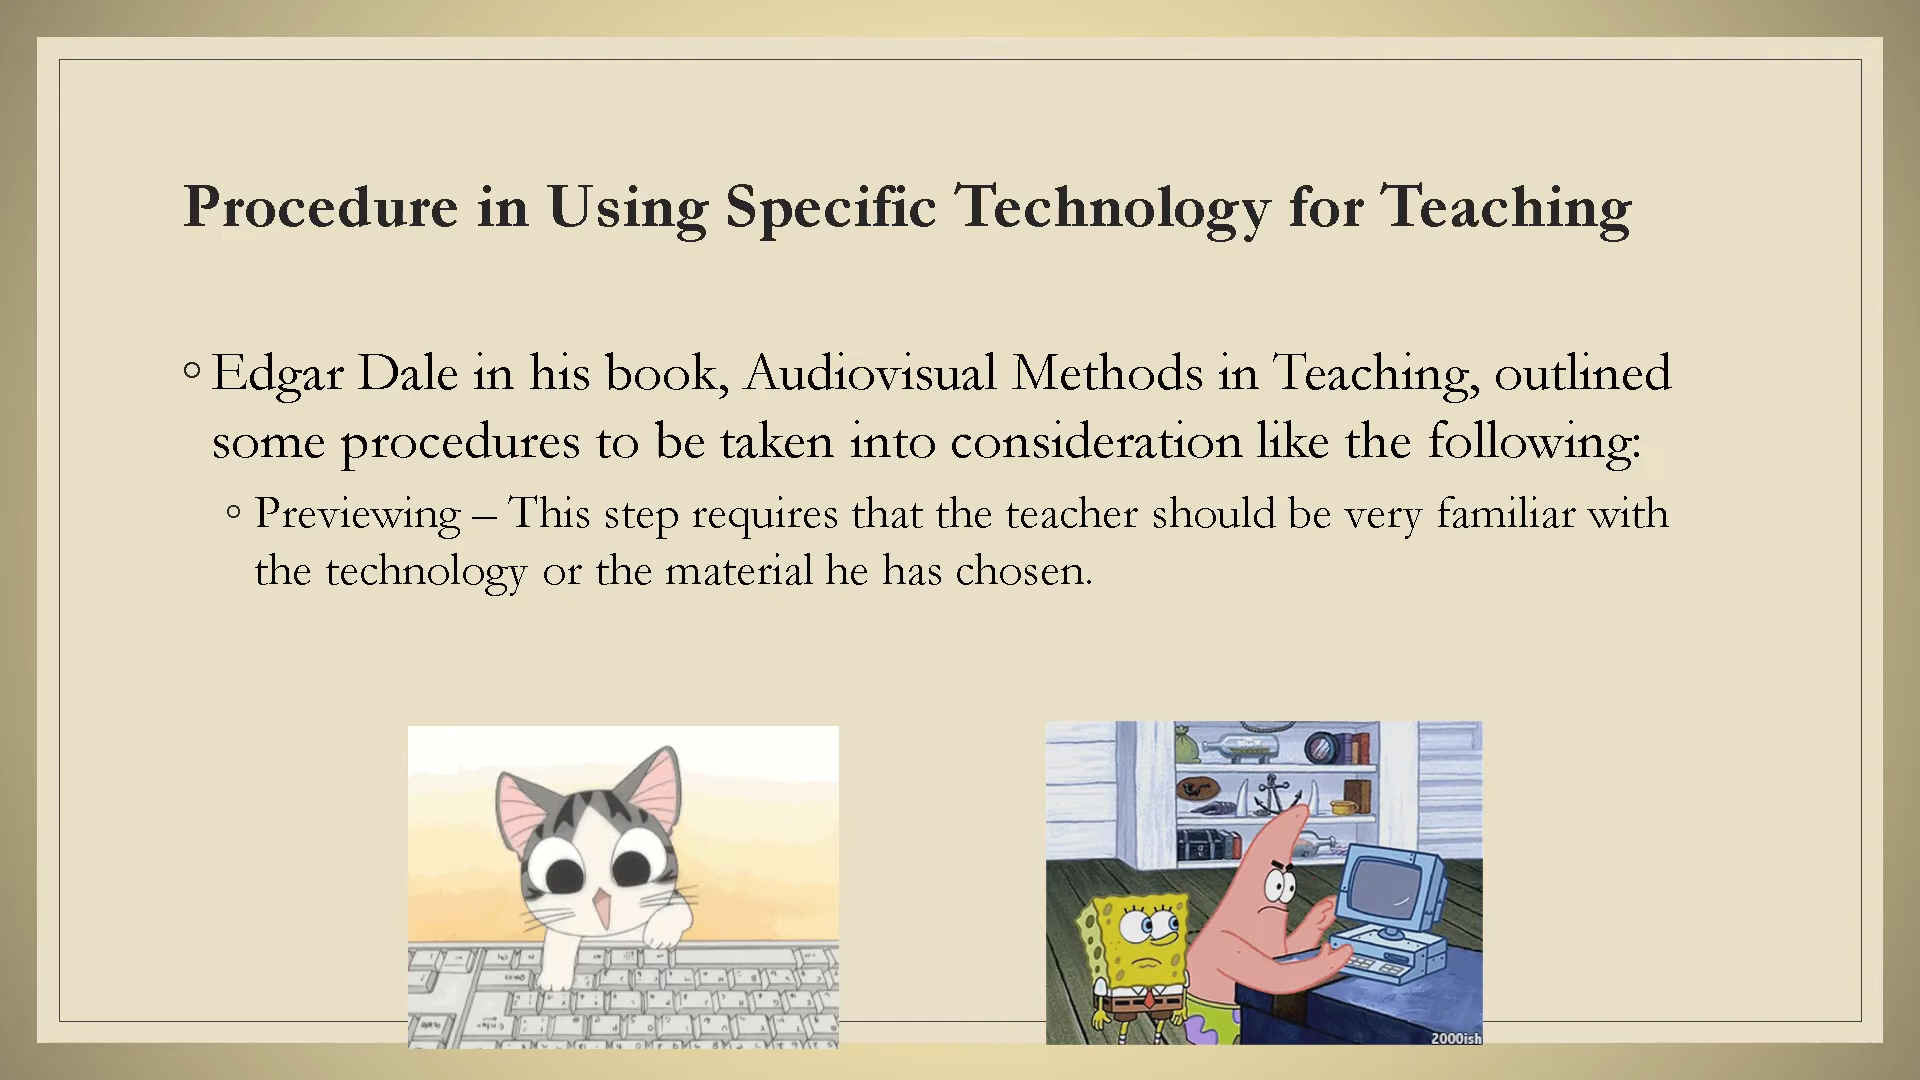 Procedure in Using Specific Technology for Teaching
Edgar Dale in his book, Audiovisual Methods in Teaching, outlined
some procedures to be taken into consideration like the following:
Previewing – This step requires that the teacher should be very familiar with
the technology or the material he has chosen.
2000ish